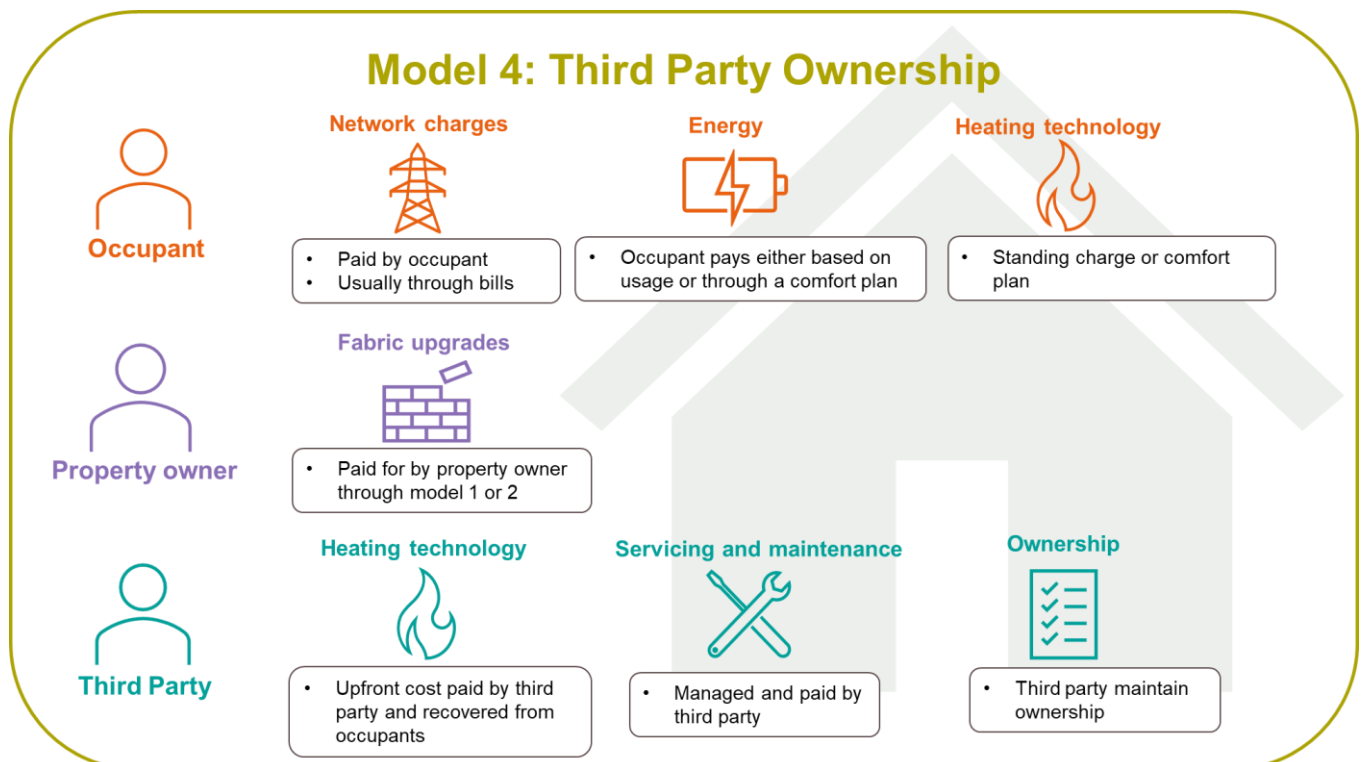 Model 4: Third Party Ownership
Network charges
Energy
Heating technology
Occupant
• Paid by occupant
• Usually through bills
• Occupant pays either based on
usage or through a comfort plan
• Standing charge or comfort
plan
Fabric upgrades
Property owner
• Paid for by property owner
through model 1 or 2
Heating technology
Servicing and maintenance
Ownership
Third Party
• Upfront cost paid by third
party and recovered from
occupants
• Managed and paid by
third party
• Third party maintain
ownership